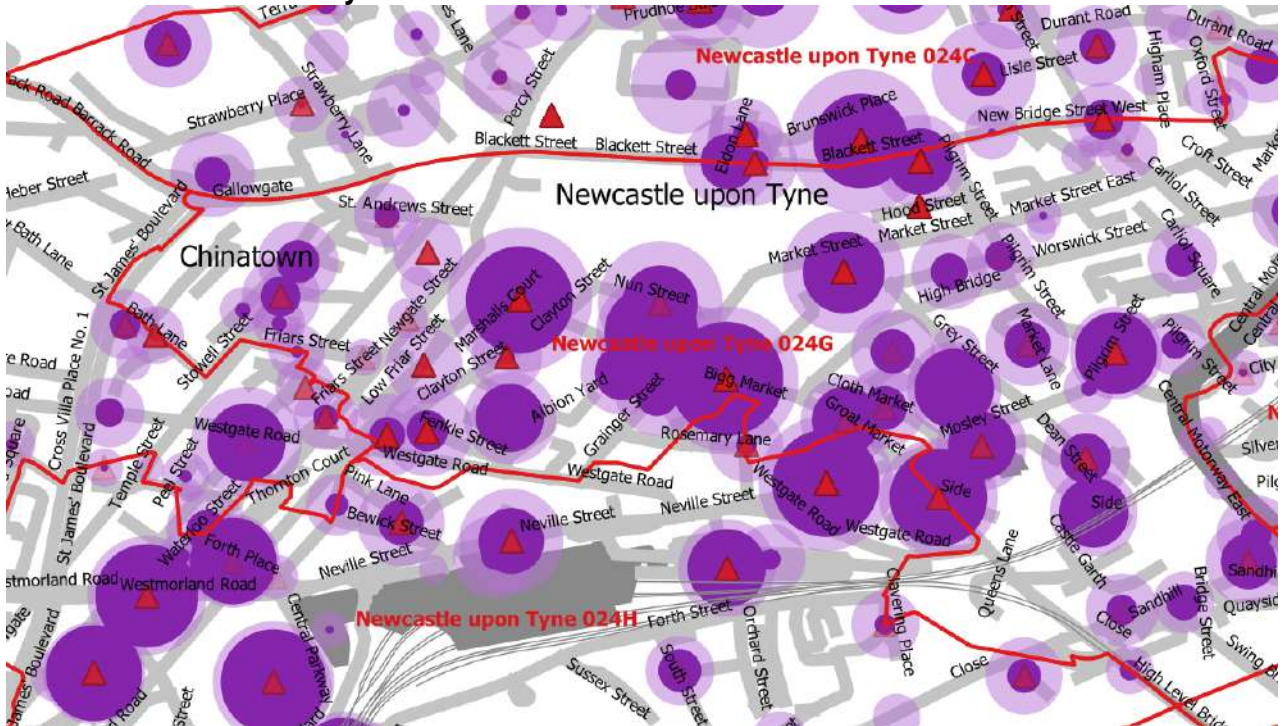 Prudhoe
Durant Road
Durant Road
Newcastle upon Tyne 024C
Lisle Street
Higham Place
Oxford Street
Percy Street
Strawberry Place
Strawberry Lane
Barrack Road
Brunswick Place
New Bridge Street West
Eldon Lane
Blackett Street
Blackett Street
Blackett Street
Pilgrim Street
Croft Street
Carliol Street
Gallowgate
Newcastle upon Tyne
Market Street East
St. Andrews Street
Hood Street
Market Street
Bath Lane
St James' Boulevard
Chinatown
Market Street
Worswick Street
Carliol Square
High Bridge
Pilgrim Street
Nun Street
Clayton Street
Marshalls Court
Newgate Street
Bath Lane
Stowell Street
Friars Street
Low Friar Street
Friars Street
Clayton Street
Newcastle upon Tyne 024G
Grey Street
Market Lane
Pilgrim Street
Pilgrim Street
Cross Villa Place No. 1
Bigg Market
Albion Yard
Grainger Street
Cloth Market
Groat Market
Mosley Street
Dean Street
Central Motorway East
Westgate Road
Fenkle Street
Rosemary Lane
Westgate Road
Westgate Road
Temple Street
Peel Street
Thornton Court
Pink Lane
St James' Boulevard
Waterloo Street
Bewick Street
Neville Street
Neville Street
Neville Street
Westgate Road
Westgate Road
Side
Side
Forth Place
Westmorland Road
Castle Garth
Queens Lane
Newcastle upon Tyne 024H
Forth Street
Central Parkway
Orchard Street
Clavering Place
Sandhill
Close
Bridge Street
Sussex Street
South Street
Close
High Level
Swing